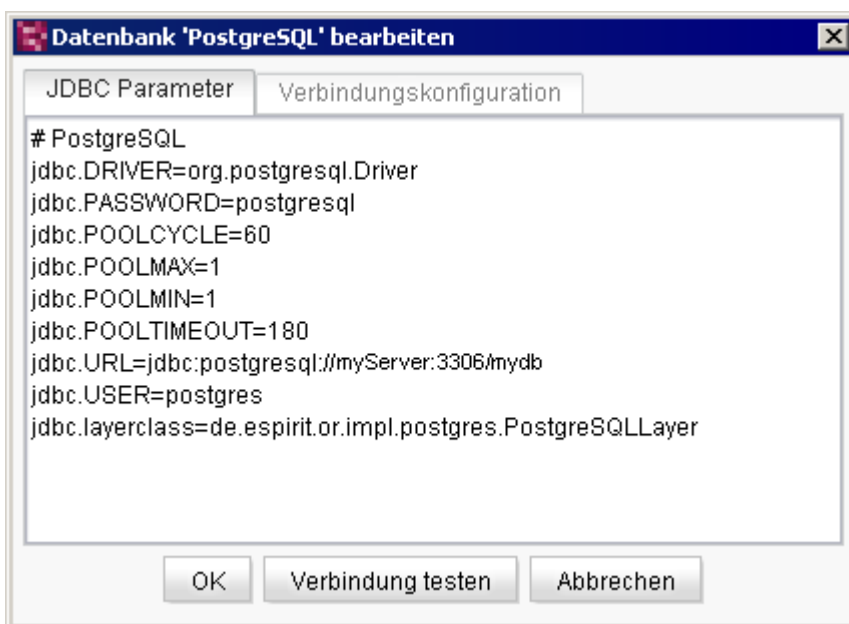 Datenbank 'PostgreSQL' bearbeiten
JDBC Parameter
Verbindungskonfiguration
# PostgreSQL
jdbc.DRIVER=org.postgresql.Driver
jdbc.PASSWORD=postgresql
jdbc.POOLCYCLE=60
jdbc.POOLMAX=1
jdbc.POOLMIN=1
jdbc.POOLTIMEOUT=180
jdbc.URL=jdbc:postgresql://myServer:3306/mydb
jdbc.USER=postgres
jdbc.layerclass=de.espirit.or.impl.postgres.PostgreSQLLayer
OK
Verbindung testen
Abbrechen